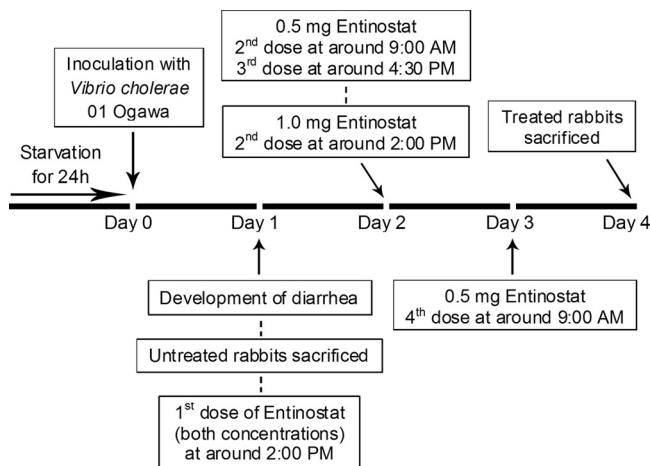 Inoculation with
Vibrio cholerae
01 Ogawa
0.5 mg Entinostat
2nd dose at around 9:00 AM
3rd dose at around 4:30 PM
1.0 mg Entinostat
2nd dose at around 2:00 PM
Treated rabbits
sacrificed
Starvation
for 24h
Day 0 Day 1 Day 2 Day 3 Day 4
Development of diarrhea
Untreated rabbits sacrificed
1st dose of Entinostat
(both concentrations)
at around 2:00 PM
0.5 mg Entinostat
4th dose at around 9:00 AM